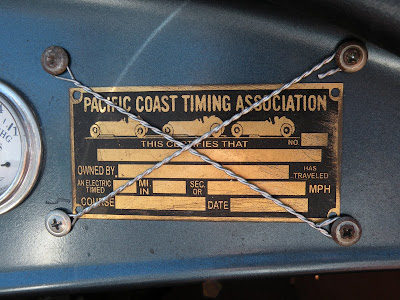 PACIFIC COAST TIMING ASSOCIATION
THIS CERTIFIES THAT NO.
OWNED BY HAS TRAVELED
AN ELECTRIC TIMED MI. IN SEC. OR MPH
COURSE DATE
HG